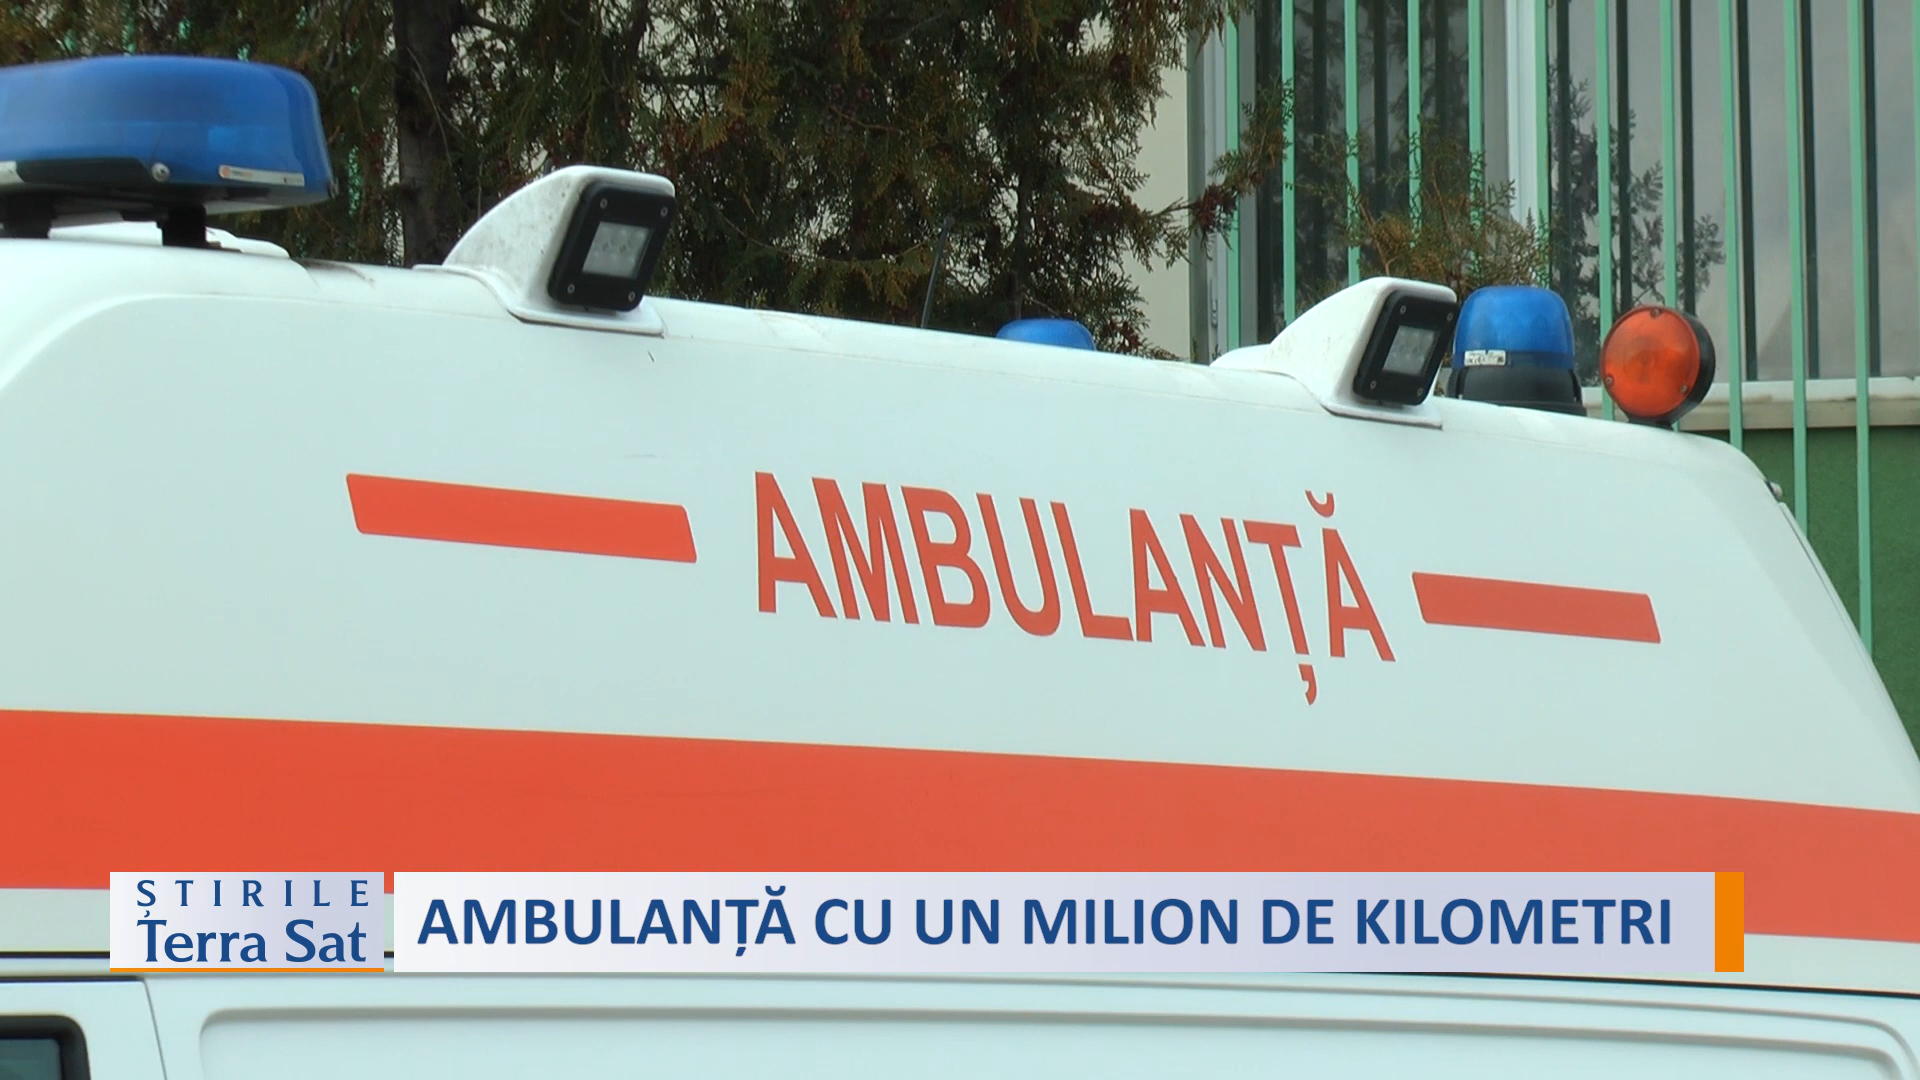 AMBULANȚĂ
ȘTIRILE
Terra Sat
AMBULANȚĂ CU UN MILION DE KILOMETRI